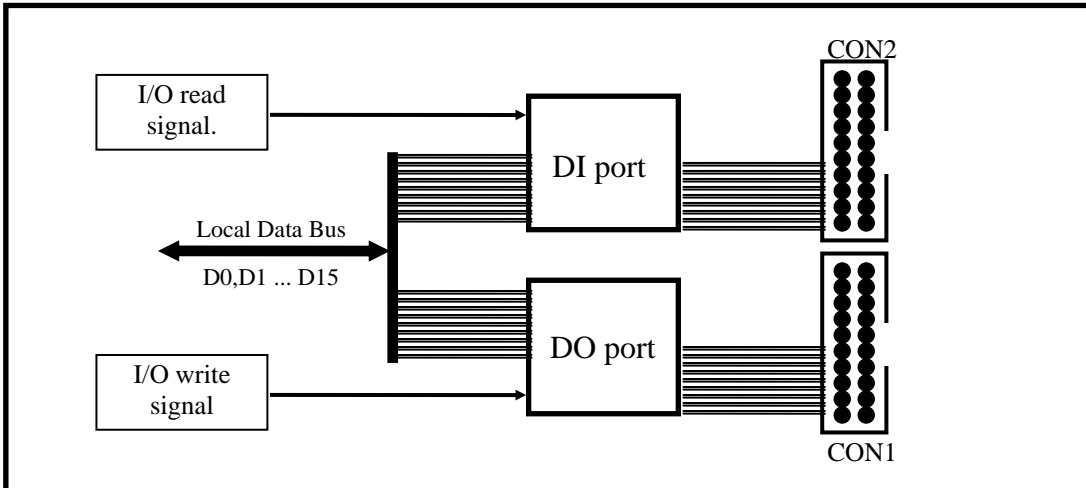 CON2
I/O read
signal.
DI port
Local Data Bus
D0,D1 ... D15
DO port
I/O write
signal
CON1